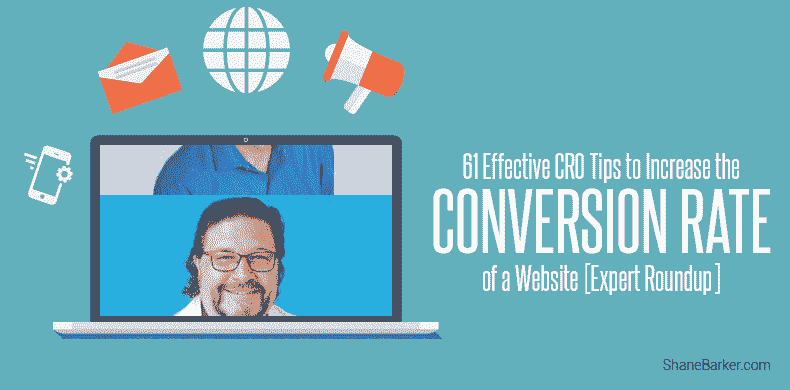 61 Effective CRO Tips to Increase the
CONVERSION RATE
of a Website [Expert Roundup]
ShaneBarker.com